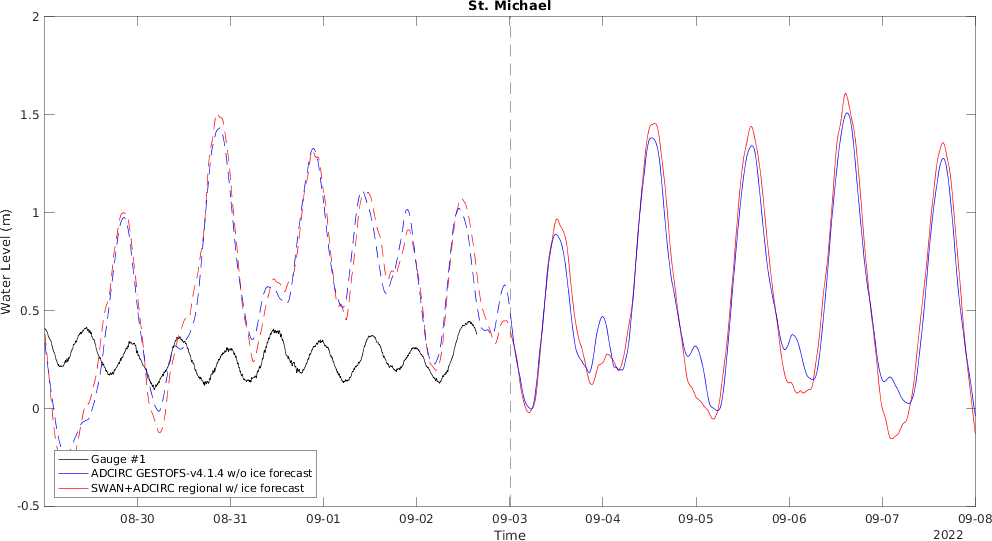 St. Michael
2
1.5
1
0.5
0
-0.5
Water Level (m)
Gauge #1
ADCIRC GESTOFS-v4.1.4 w/o ice forecast
SWAN+ADCIRC regional w/ ice forecast
08-30 08-31 09-01 09-02 09-03 09-04 09-05 09-06 09-07 09-08
Time
2022